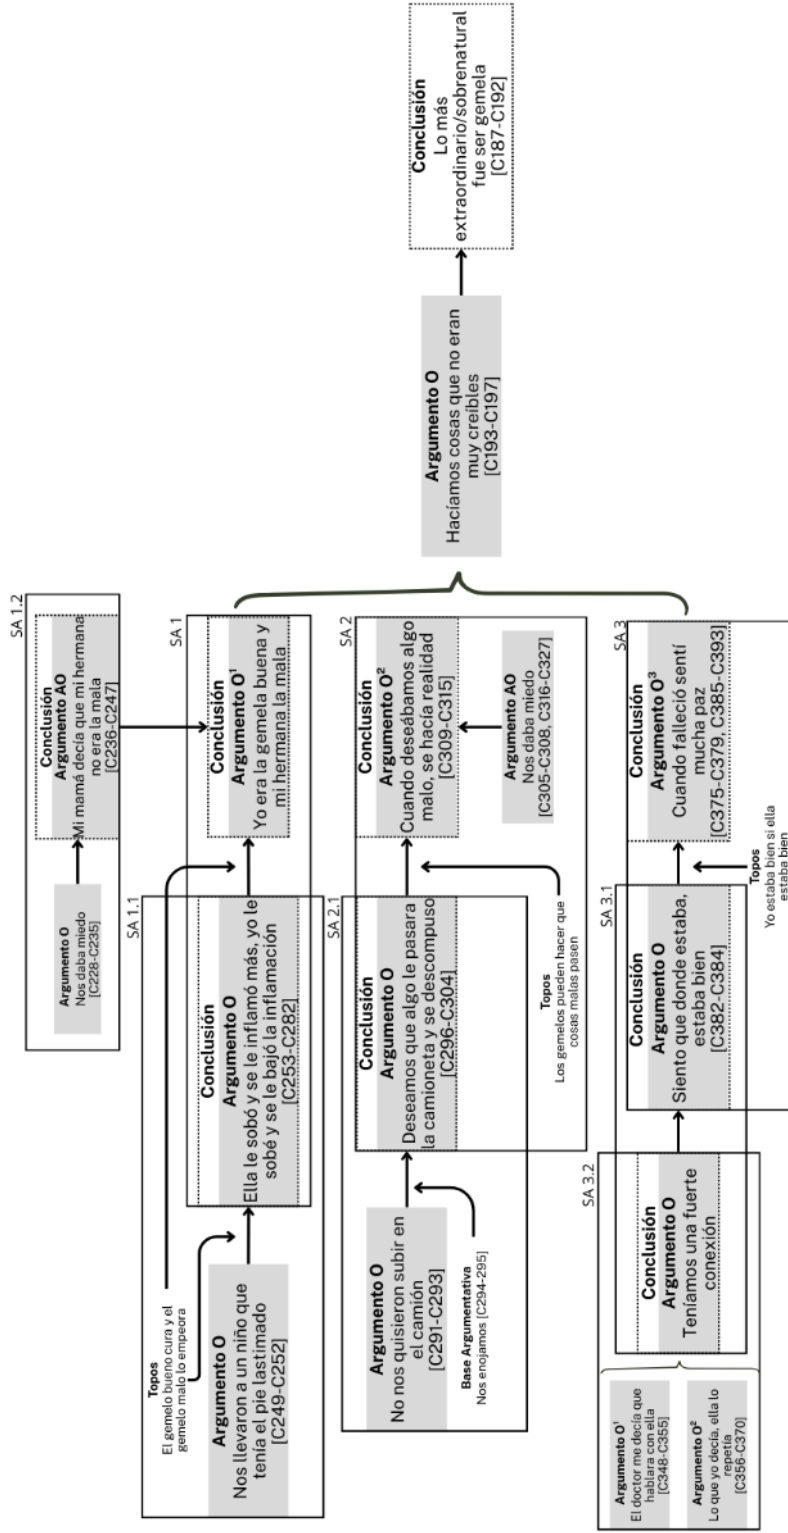 SA 1.2
Argumento O
Nos daba miedo
[C228-C235]
Conclusión
Argumento AO
Mi mamá decía que mi hermana
no era la mala
[C236-C247]
SA 1.1
SA 1
Topos
El gemelo bueno cura y el
gemelo malo lo empeora
Argumento O
Nos llevaron a un niño que
tenía el pie lastimado
[C249-C252]
Conclusión
Argumento O
Ella le sobó y se le inflamó más, yo le
sobé y se le bajó la inflamación
[C253-C282]
Conclusión
Argumento O¹
Yo era la gemela buena y
mi hermana la mala
SA 2.1
SA 2
Argumento O
No nos quisieron subir en
el camión
[C291-C293]
Base Argumentativa
Nos enojamos [C294-295]
Conclusión
Argumento O
Deseamos que algo le pasara
la camioneta y se descompuso
[C296-C304]
Topos
Los gemelos pueden hacer que
cosas malas pasen
Conclusión
Argumento O²
Cuando deseábamos algo
malo, se hacía realidad
[C309-C315]
Argumento AO
Nos daba miedo
[C305-C308, C316-C327]
SA 3.2
SA 3.1
SA 3
Argumento O¹
El doctor me decía que
hablara con ella
[C348-C355]
Argumento O²
Lo que yo decía, ella lo
repetía
[C356-C370]
Conclusión
Argumento O
Teníamos una fuerte
conexión
Conclusión
Argumento O
Siento que donde estaba,
estaba bien
[C382-C384]
Topos
Yo estaba bien si ella
estaba bien
Conclusión
Argumento O³
Cuando falleció sentí
mucha paz
[C375-C379, C385-C393]
Argumento O
Hacíamos cosas que no eran
muy creíbles
[C193-C197]
Conclusión
Lo más
extraordinario/sobrenatural
fue ser gemela
[C187-C192]